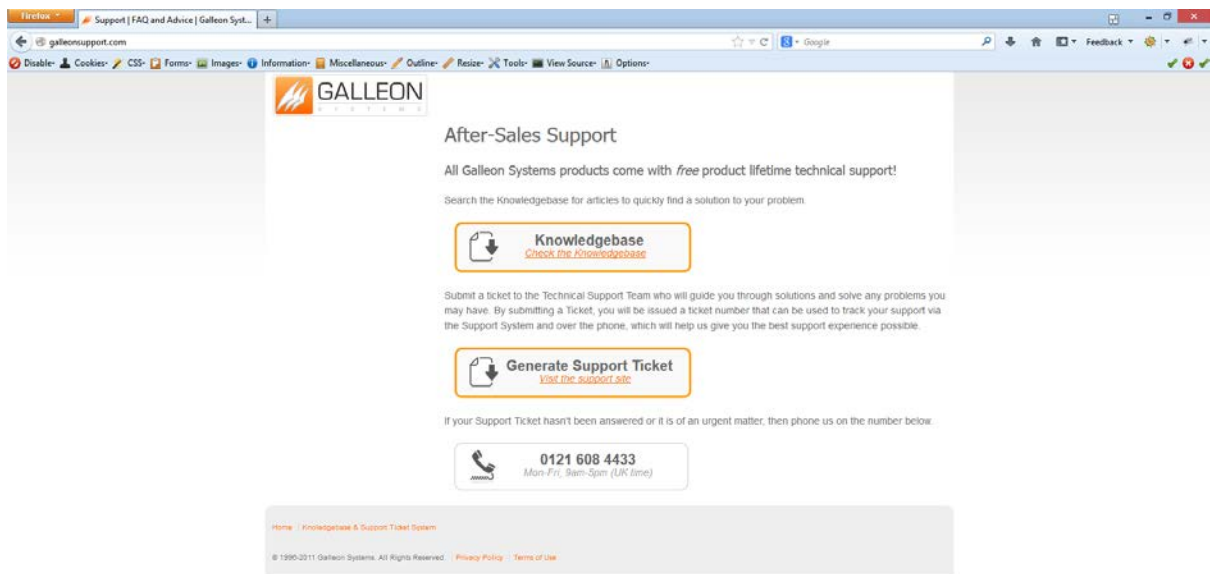 Firefox
Support | FAQ and Advice | Galleon Syst...
galleonsupport.com
Google
Feedback
Disable Cookies CSS Forms Images Information Miscellaneous Outline Resize Tools View Source Options
GALLEON
SYSTEMS
After-Sales Support
All Galleon Systems products come with free product lifetime technical support!
Search the Knowledgebase for articles to quickly find a solution to your problem.
Knowledgebase
Check the Knowledgebase
Submit a ticket to the Technical Support Team who will guide you through solutions and solve any problems you
may have. By submitting a Ticket, you will be issued a ticket number that can be used to track your support via
the Support System and over the phone, which will help us give you the best support experience possible.
Generate Support Ticket
Visit the support site
If your Support Ticket hasn't been answered or it is of an urgent matter, then phone us on the number below.
0121 608 4433
Mon-Fri, 9am-5pm (UK time)
Home | Knoledgebase & Support Ticket System
© 1996-2011 Galleon Systems. All Rights Reserved. | Privacy Policy | Terms of Use